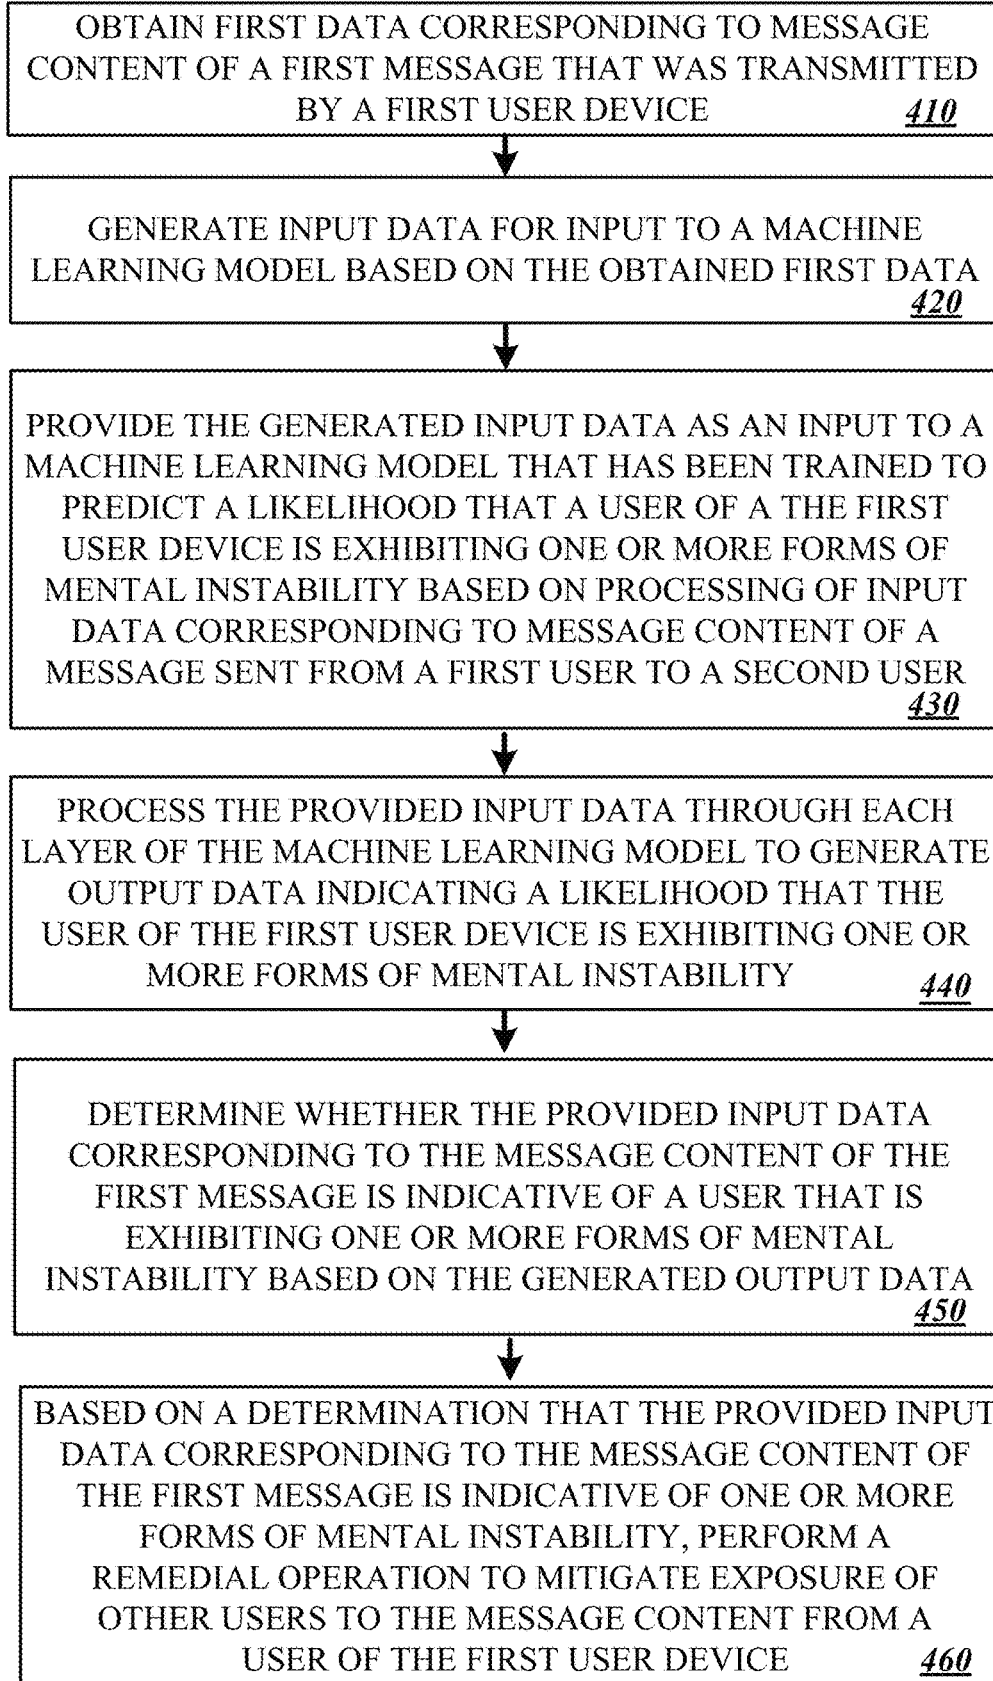 OBTAIN FIRST DATA CORRESPONDING TO MESSAGE
CONTENT OF A FIRST MESSAGE THAT WAS TRANSMITTED
BY A FIRST USER DEVICE 410
GENERATE INPUT DATA FOR INPUT TO A MACHINE
LEARNING MODEL BASED ON THE OBTAINED FIRST DATA
420
PROVIDE THE GENERATED INPUT DATA AS AN INPUT TO A
MACHINE LEARNING MODEL THAT HAS BEEN TRAINED TO
PREDICT A LIKELIHOOD THAT A USER OF A THE FIRST
USER DEVICE IS EXHIBITING ONE OR MORE FORMS OF
MENTAL INSTABILITY BASED ON PROCESSING OF INPUT
DATA CORRESPONDING TO MESSAGE CONTENT OF A
MESSAGE SENT FROM A FIRST USER TO A SECOND USER
430
PROCESS THE PROVIDED INPUT DATA THROUGH EACH
LAYER OF THE MACHINE LEARNING MODEL TO GENERATE
OUTPUT DATA INDICATING A LIKELIHOOD THAT THE
USER OF THE FIRST USER DEVICE IS EXHIBITING ONE OR
MORE FORMS OF MENTAL INSTABILITY 440
DETERMINE WHETHER THE PROVIDED INPUT DATA
CORRESPONDING TO THE MESSAGE CONTENT OF THE
FIRST MESSAGE IS INDICATIVE OF A USER THAT IS
EXHIBITING ONE OR MORE FORMS OF MENTAL
INSTABILITY BASED ON THE GENERATED OUTPUT DATA
450
BASED ON A DETERMINATION THAT THE PROVIDED INPUT
DATA CORRESPONDING TO THE MESSAGE CONTENT OF
THE FIRST MESSAGE IS INDICATIVE OF ONE OR MORE
FORMS OF MENTAL INSTABILITY, PERFORM A
REMEDIAL OPERATION TO MITIGATE EXPOSURE OF
OTHER USERS TO THE MESSAGE CONTENT FROM A
USER OF THE FIRST USER DEVICE 460